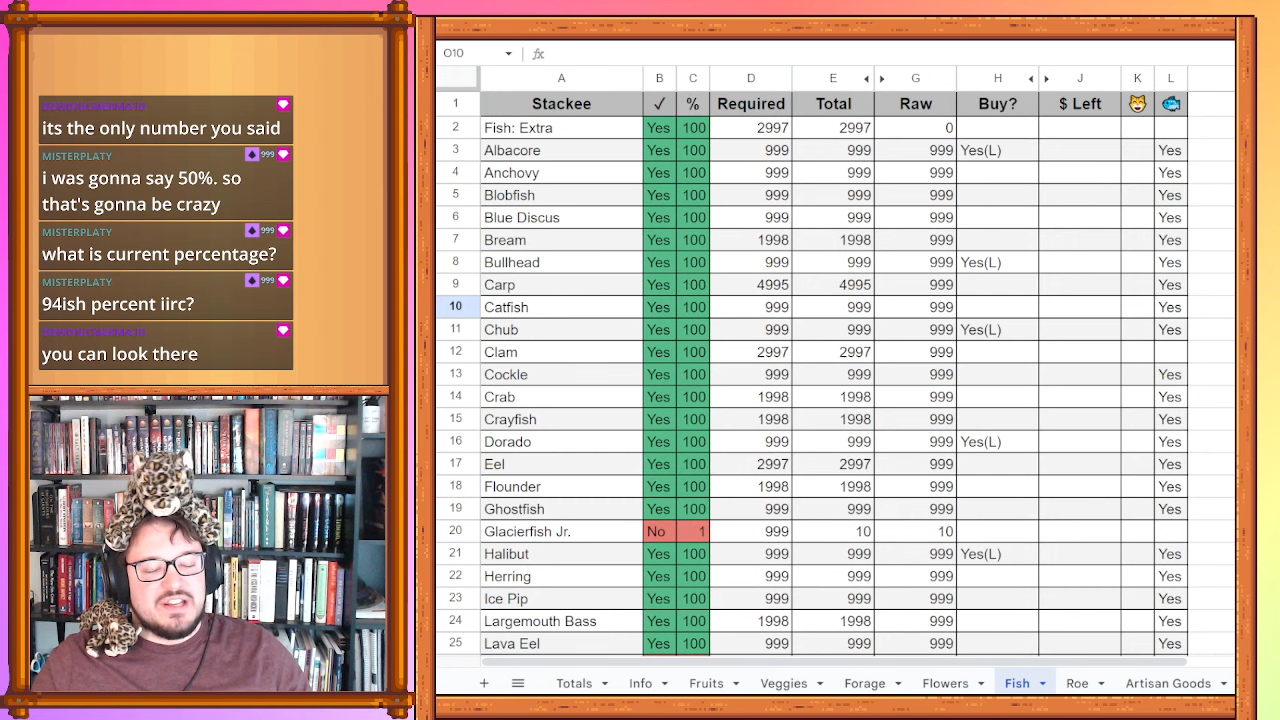 its the only number you said
MISTERPLATY 999
i was gonna say 50%. so
that's gonna be crazy
MISTERPLATY 999
what is current percentage?
MISTERPLATY 999
94ish percent iirc?
you can look there
O10 fx
A B C D E G H J K L
1 Stackee ✓ % Required Total Raw Buy? $ Left
2 Fish: Extra Yes 100 2997 2997 0
3 Albacore Yes 100 999 999 999 Yes(L) Yes
4 Anchovy Yes 100 999 999 999 Yes
5 Blobfish Yes 100 999 999 999 Yes
6 Blue Discus Yes 100 999 999 999 Yes
7 Bream Yes 100 1998 1998 999 Yes
8 Bullhead Yes 100 999 999 999 Yes(L) Yes
9 Carp Yes 100 4995 4995 999 Yes
10 Catfish Yes 100 999 999 999 Yes
11 Chub Yes 100 999 999 999 Yes(L) Yes
12 Clam Yes 100 2997 2997 999
13 Cockle Yes 100 999 999 999 Yes
14 Crab Yes 100 1998 1998 999 Yes
15 Crayfish Yes 100 1998 1998 999 Yes
16 Dorado Yes 100 999 999 999 Yes(L) Yes
17 Eel Yes 100 2997 2997 999 Yes
18 Flounder Yes 100 1998 1998 999 Yes
19 Ghostfish Yes 100 999 999 999 Yes
20 Glacierfish Jr. No 1 999 10 10
21 Halibut Yes 100 999 999 999 Yes(L) Yes
22 Herring Yes 100 999 999 999 Yes
23 Ice Pip Yes 100 999 999 999 Yes
24 Largemouth Bass Yes 100 1998 1998 999 Yes
25 Lava Eel Yes 100 999 999 999 Yes
+ Totals Info Fruits Veggies Forage Flowers Fish Roe Artisan Goods